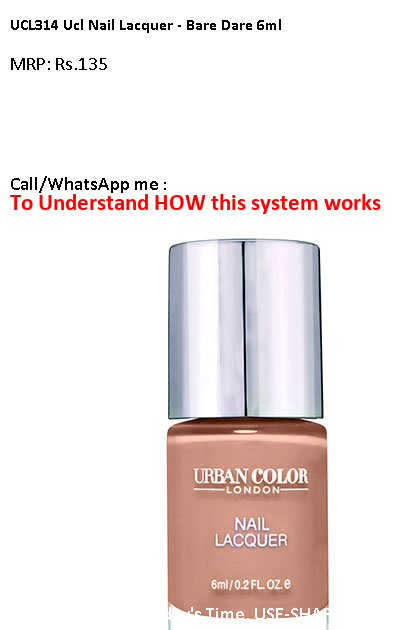 UCL314 Ucl Nail Lacquer - Bare Dare 6ml
MRP: Rs.135
Call/WhatsApp me :
To Understand HOW this system works
URBAN COLOR
LONDON
NAIL
LACQUER
6ml/0.2 FL. OZ. e
Time, USE-SHAR